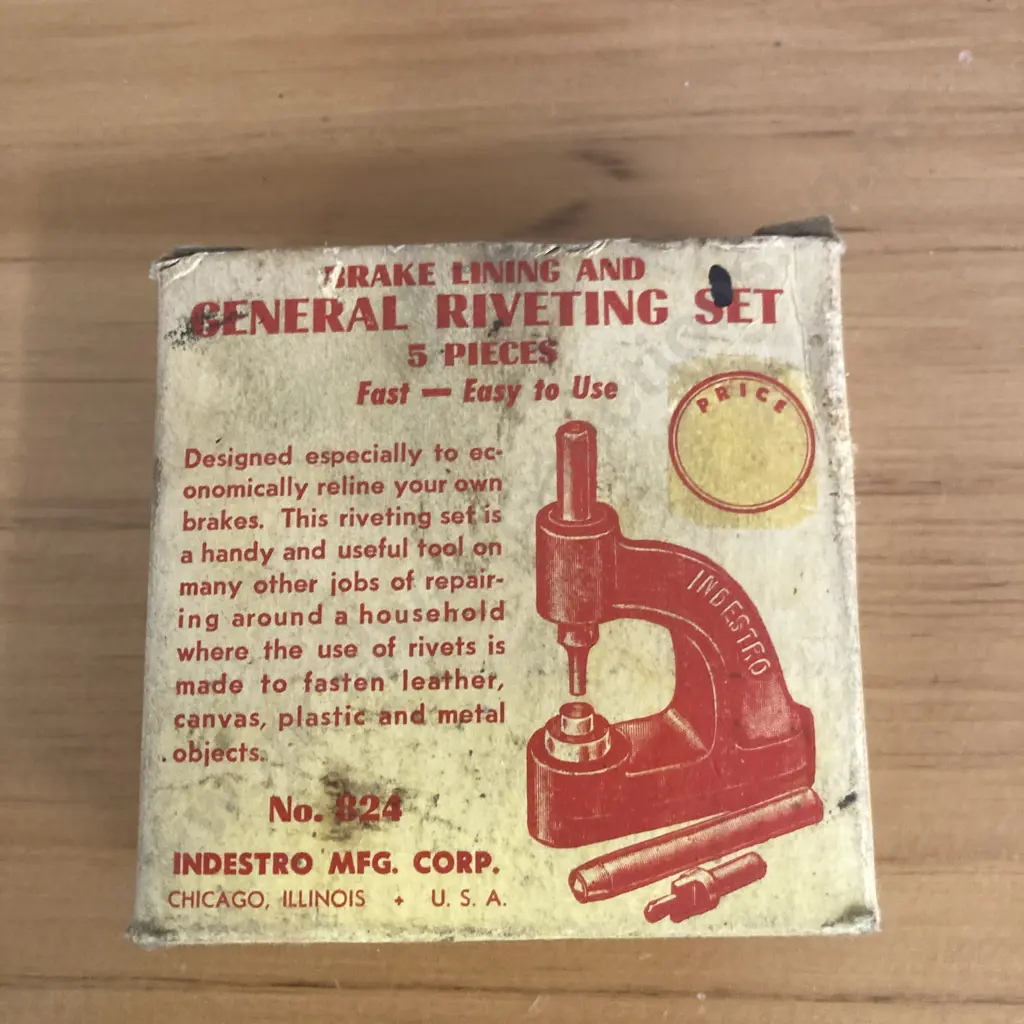 BRAKE LINING AND
GENERAL RIVETING SET
5 PIECES
Fast — Easy to Use
PRICE
Designed especially to ec-
onomically reline your own
brakes. This riveting set is
a handy and useful tool on
many other jobs of repair-
ing around a household
where the use of rivets is
made to fasten leather,
canvas, plastic and metal
objects.
INDESTRO
No. 824
INDESTRO MFG. CORP.
CHICAGO, ILLINOIS + U. S. A.